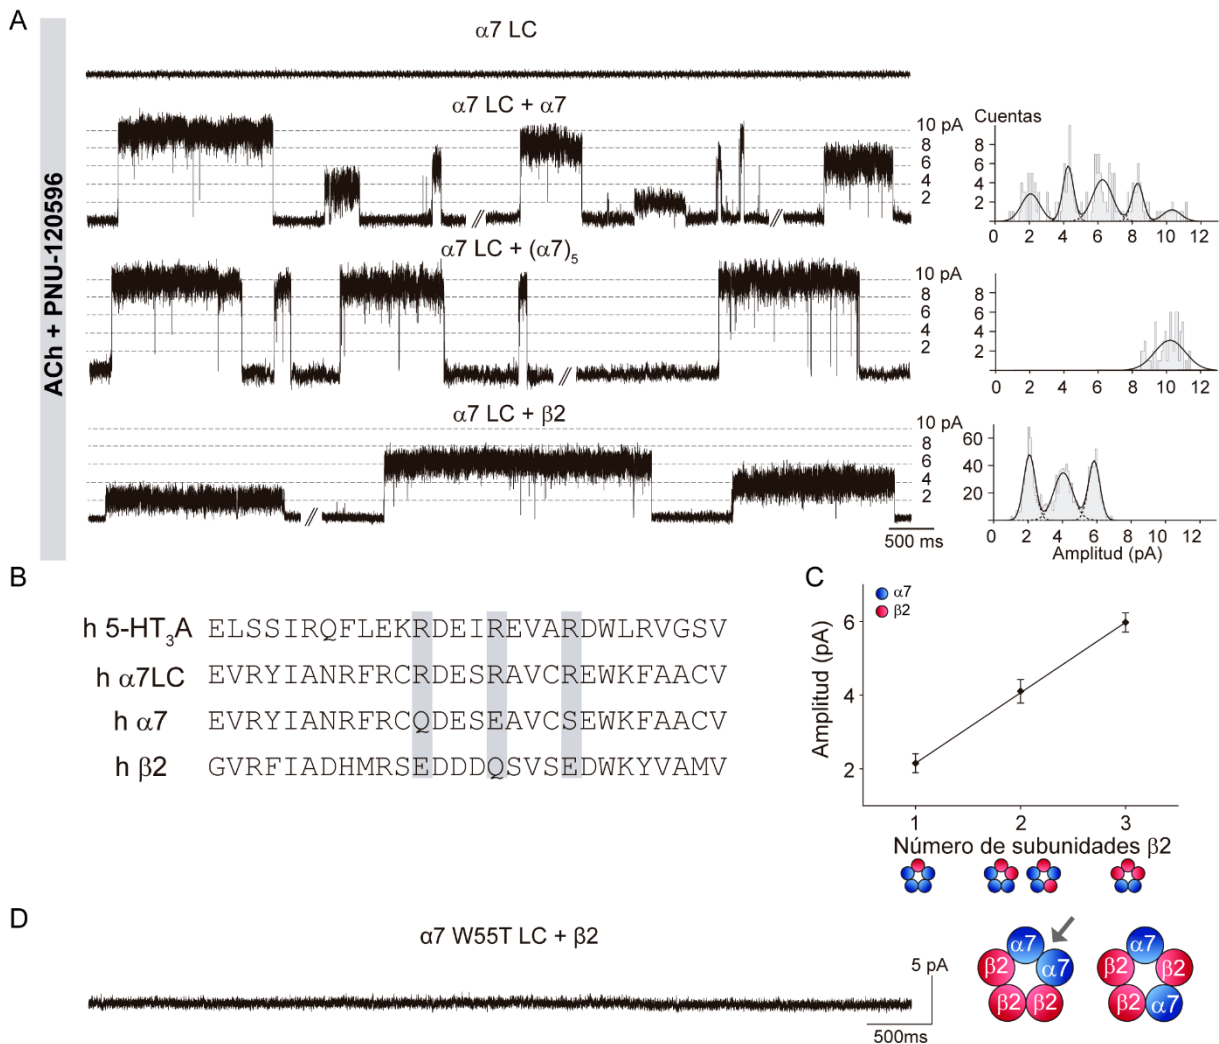 A
ACh + PNU-120596
α7 LC
α7 LC + α7
10 pA
8
6
4
2
Cuentas
10
8
6
4
2
0 2 4 6 8 10 12
α7 LC + (α7)5
10 pA
8
6
4
2
8
6
4
2
0 2 4 6 8 10 12
α7 LC + β2
10 pA
8
6
4
2
60
40
20
0 2 4 6 8 10 12
Amplitud (pA)
500 ms
B
h 5-HT3A ELSSIRQFLEKRDEIREVARDWLRVGSV
h α7LC EVRYIANRFRCRDESRAVCREWKFAACV
h α7 EVRYIANRFRCQDESEAVCSEWKFAACV
h β2 GVRFIADHMRSEDDDQSVSEDWKYVAMV
C
α7
β2
Amplitud (pA)
6
4
2
1 2 3
Número de subunidades β2
D
α7 W55T LC + β2
5 pA
500ms
α7
α7
β2
β2
β2
α7
β2
β2
β2
α7